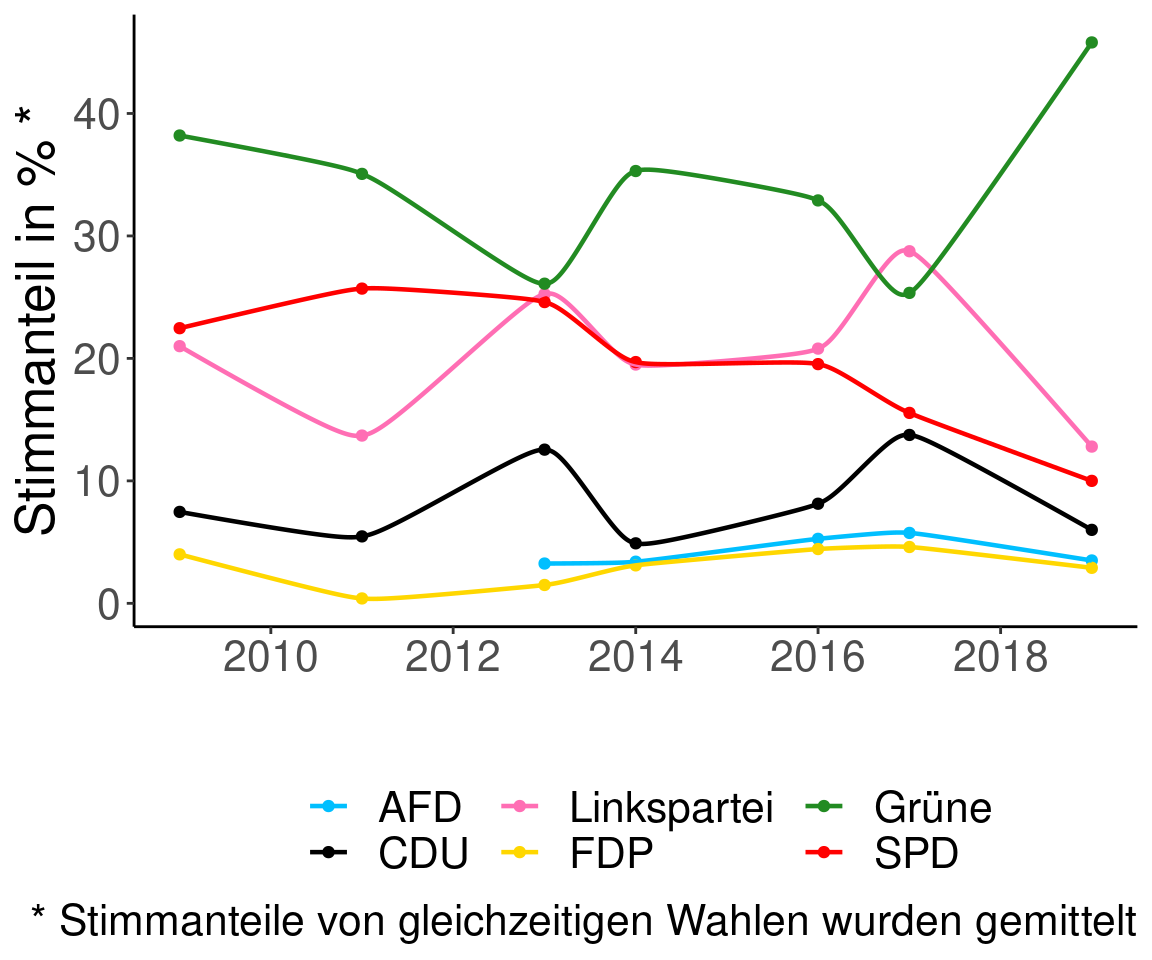 Stimmanteil in % *
40
30
20
10
0
2010 2012 2014 2016 2018
AFD Linkspartei Grüne
CDU FDP SPD
* Stimmanteile von gleichzeitigen Wahlen wurden gemittelt